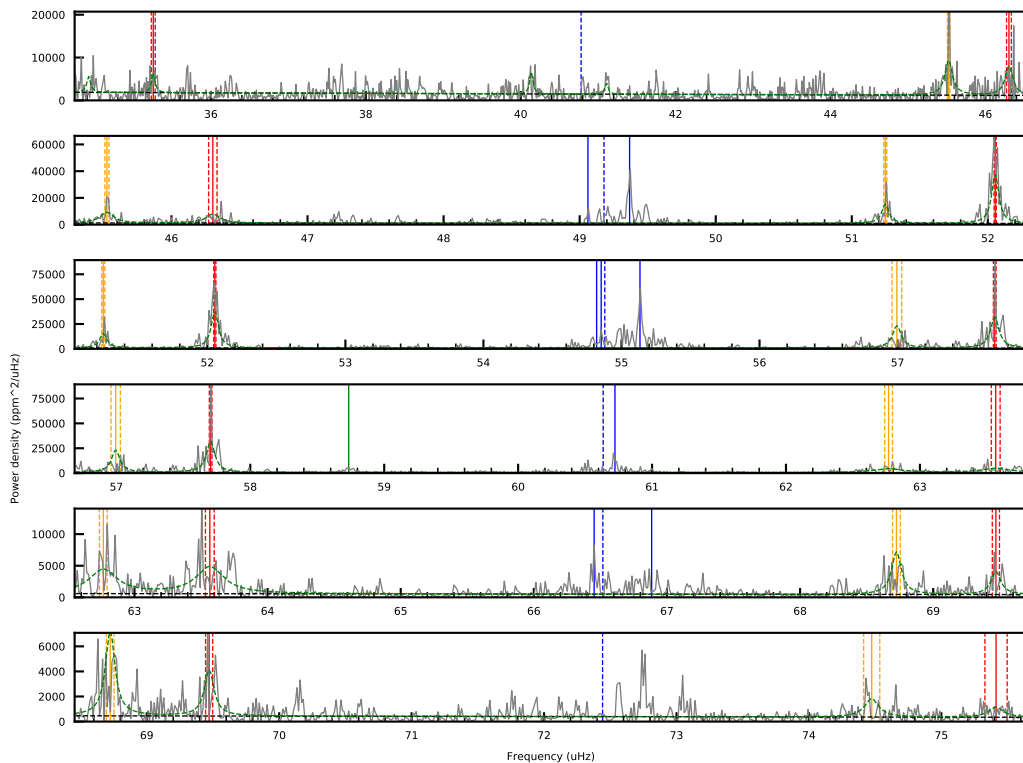 20000
10000
0
36 38 40 42 44 46
60000
40000
20000
0
46 47 48 49 50 51 52
75000
50000
25000
0
52 53 54 55 56 57
Power density (ppm^2/uHz)
75000
50000
25000
0
57 58 59 60 61 62 63
10000
5000
0
63 64 65 66 67 68 69
6000
4000
2000
0
69 70 71 72 73 74 75
Frequency (uHz)